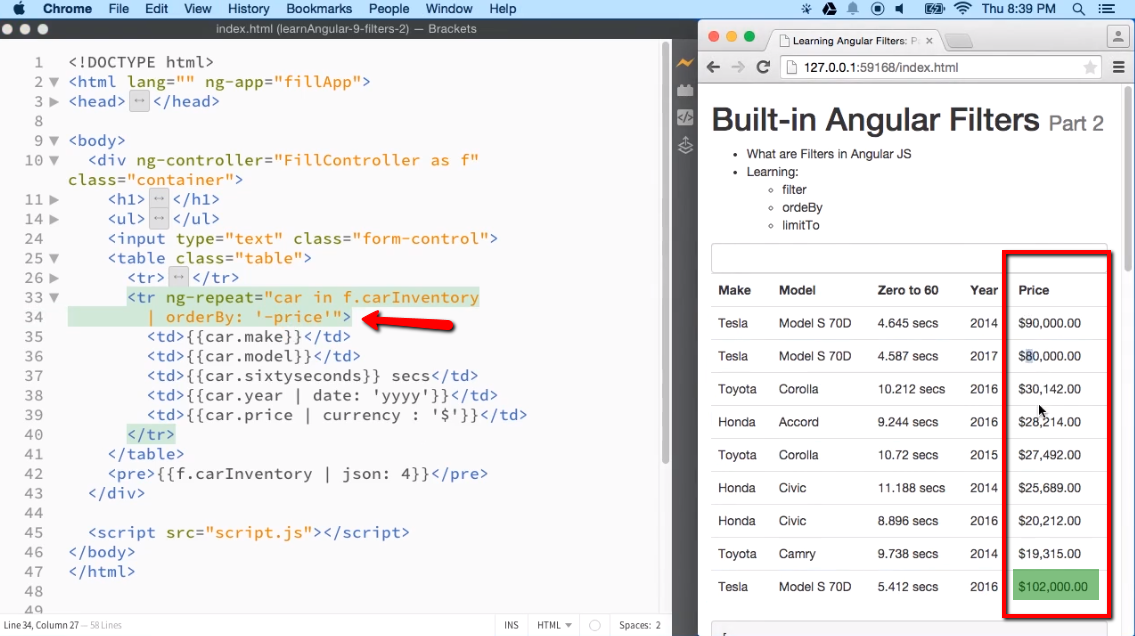 Chrome File Edit View History Bookmarks People Window Help Thu 8:39 PM
index.html (learnAngular-9-filters-2) — Brackets
1 <!DOCTYPE html>
2 <html lang="" ng-app="fillApp">
3 <head> </head>
8
9 <body>
10 <div ng-controller="FillController as f"
class="container">
11 <h1> </h1>
14 <ul> </ul>
24 <input type="text" class="form-control">
25 <table class="table">
26 <tr> </tr>
33 <tr ng-repeat="car in f.carInventory
34 | orderBy: '-price'">
35 <td>{{car.make}}</td>
36 <td>{{car.model}}</td>
37 <td>{{car.sixtyseconds}} secs</td>
38 <td>{{car.year | date: 'yyyy'}}</td>
39 <td>{{car.price | currency : '$'}}</td>
40 </tr>
41 </table>
42 <pre>{{f.carInventory | json: 4}}</pre>
43 </div>
44
45 <script src="script.js"></script>
46 </body>
47 </html>
48
49
Line 34, Column 27 — 58 Lines
INS HTML Spaces: 2
Learning Angular Filters: P
127.0.0.1:59168/index.html
Built-in Angular Filters Part 2
What are Filters in Angular JS
Learning:
filter
ordeBy
limitTo
Make Model Zero to 60 Year Price
Tesla Model S 70D 4.645 secs 2014 $90,000.00
Tesla Model S 70D 4.587 secs 2017 $80,000.00
Toyota Corolla 10.212 secs 2016 $30,142.00
Honda Accord 9.244 secs 2016 $28,214.00
Toyota Corolla 10.72 secs 2015 $27,492.00
Honda Civic 11.188 secs 2014 $25,689.00
Honda Civic 8.896 secs 2016 $20,212.00
Toyota Camry 9.738 secs 2014 $19,315.00
Tesla Model S 70D 5.412 secs 2016 $102,000.00